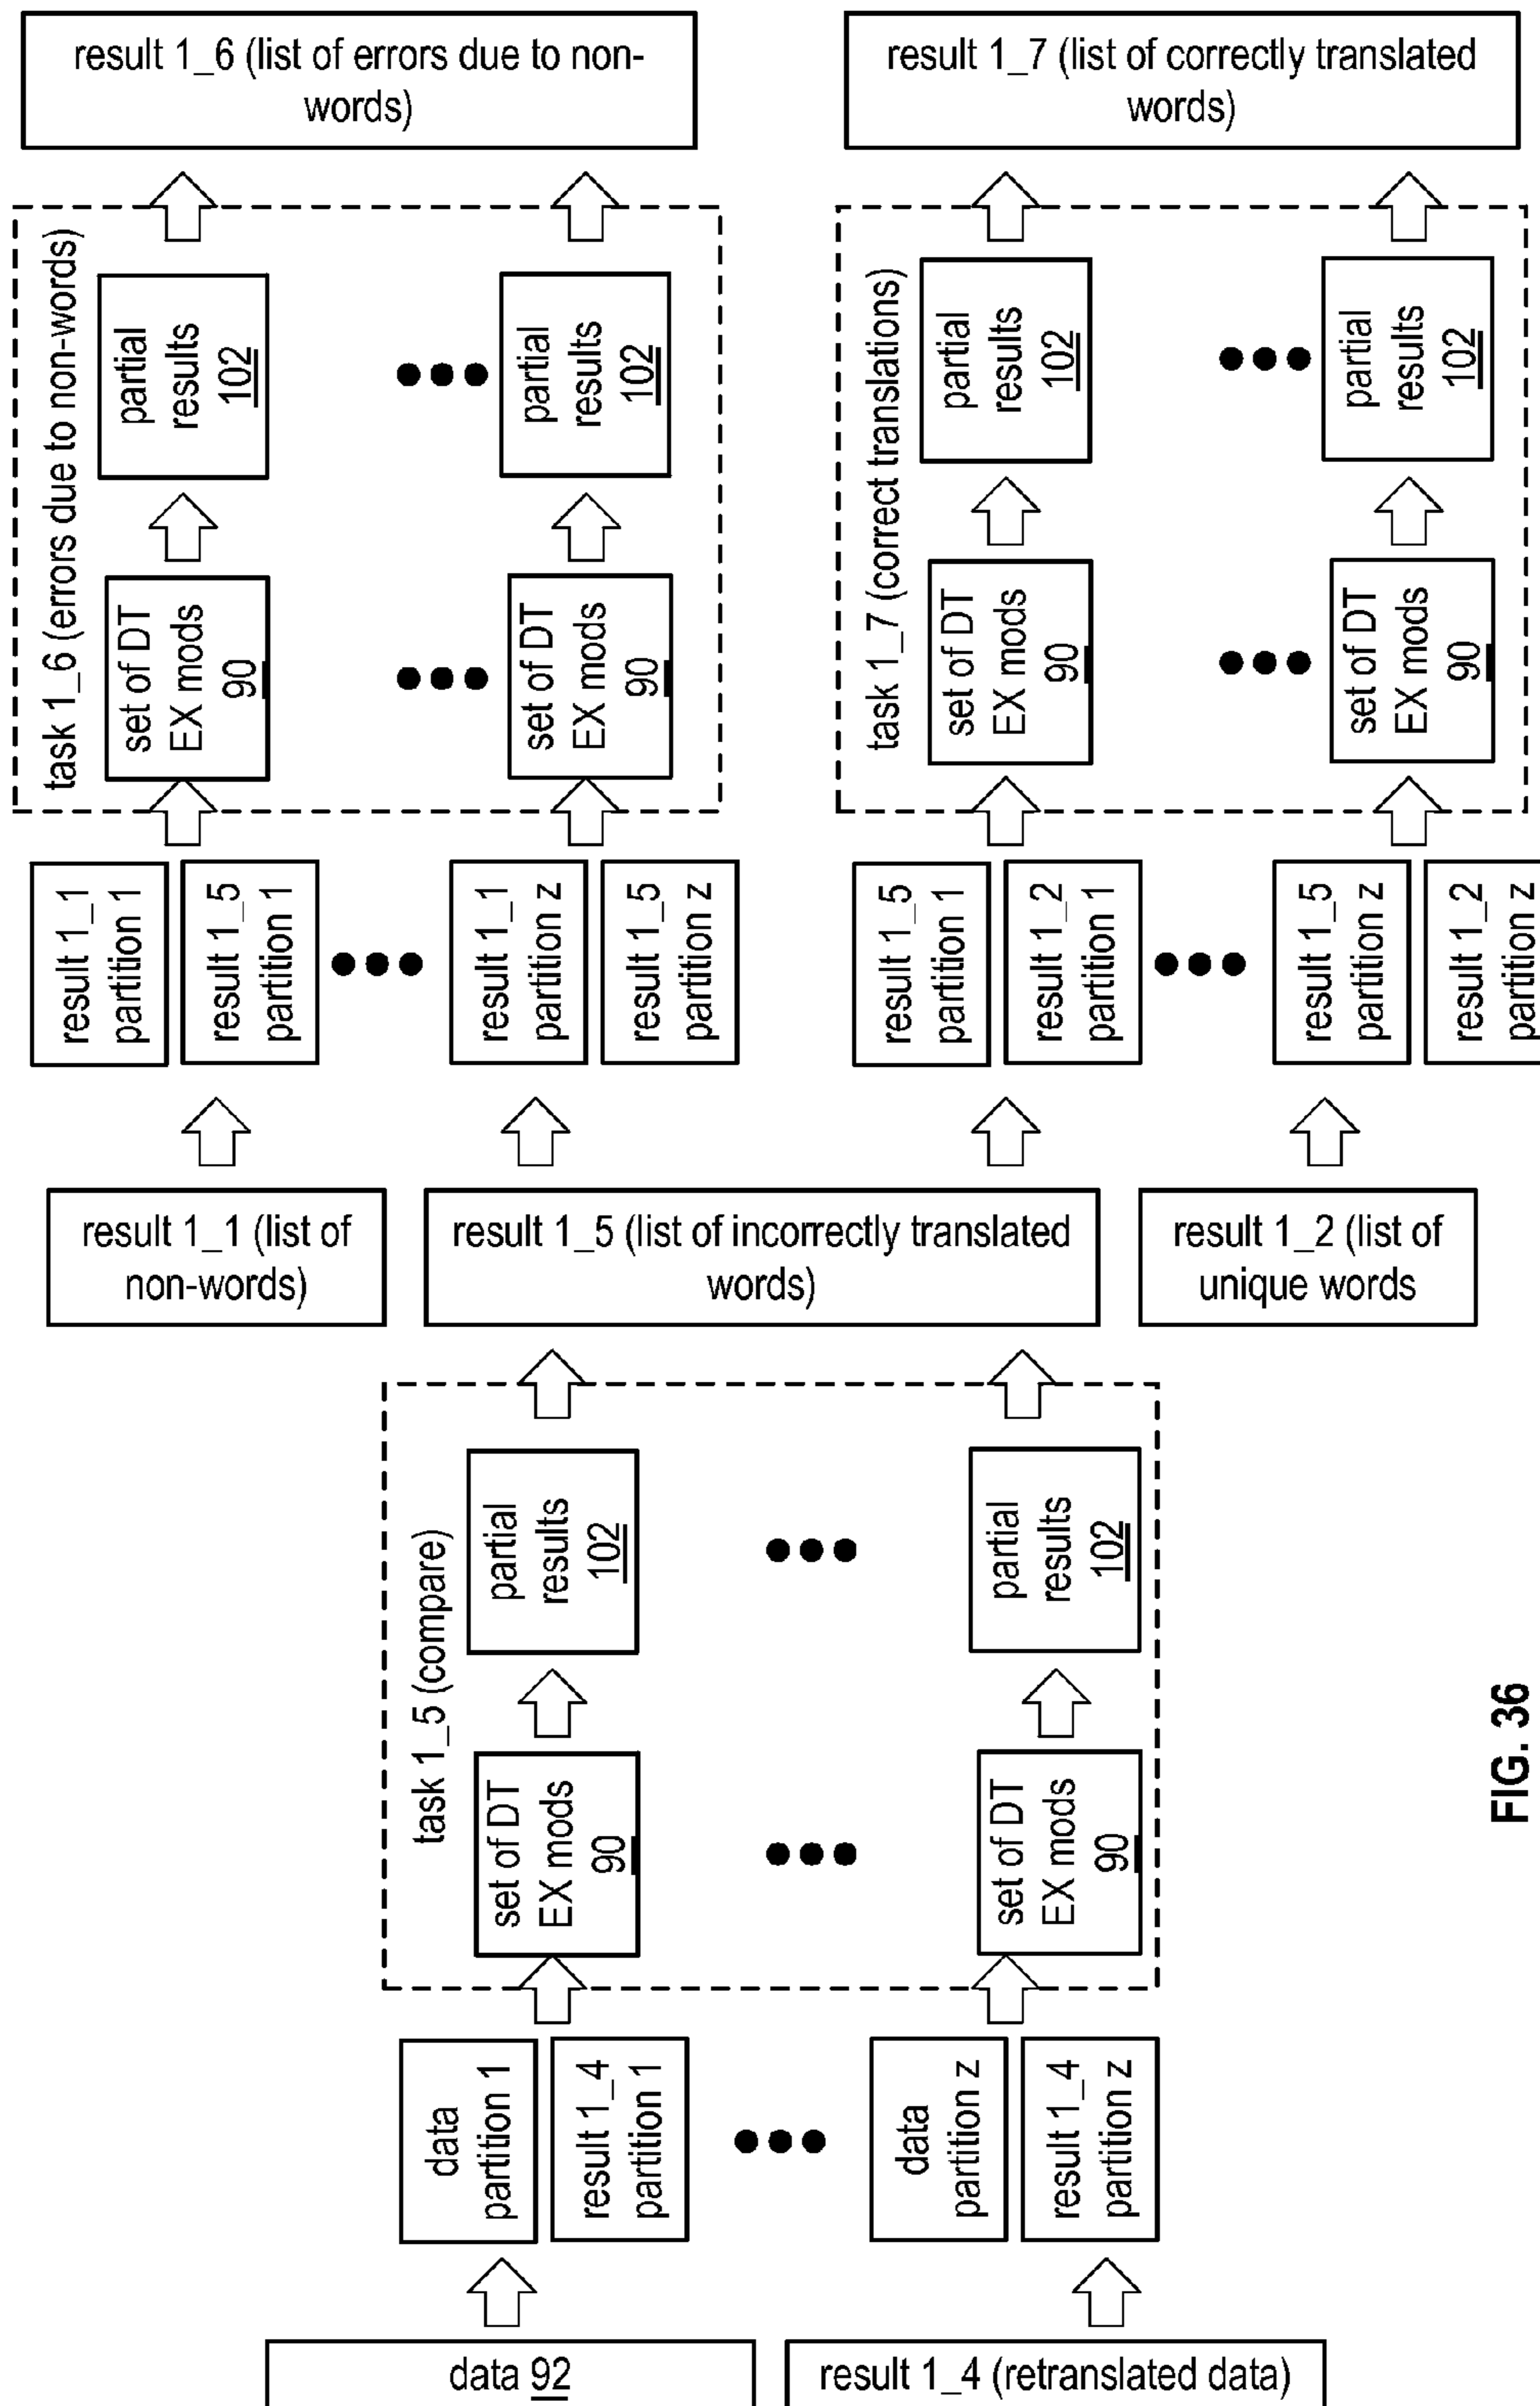 result 1_6 (list of errors due to non-
words)
result 1_7 (list of correctly translated
words)
task 1_6 (errors due to non-words)
set of DT
EX mods
90
partial
results
102
set of DT
EX mods
90
partial
results
102
task 1_7 (correct translations)
set of DT
EX mods
90
partial
results
102
set of DT
EX mods
90
partial
results
102
result 1_1
partition 1
result 1_5
partition 1
result 1_1
partition z
result 1_5
partition z
result 1_5
partition 1
result 1_2
partition 1
result 1_5
partition z
result 1_2
partition z
result 1_1 (list of
non-words)
result 1_5 (list of incorrectly translated
words)
result 1_2 (list of
unique words
task 1_5 (compare)
set of DT
EX mods
90
partial
results
102
set of DT
EX mods
90
partial
results
102
data
partition 1
result 1_4
partition 1
data
partition z
result 1_4
partition z
data 92
result 1_4 (retranslated data)
FIG. 36